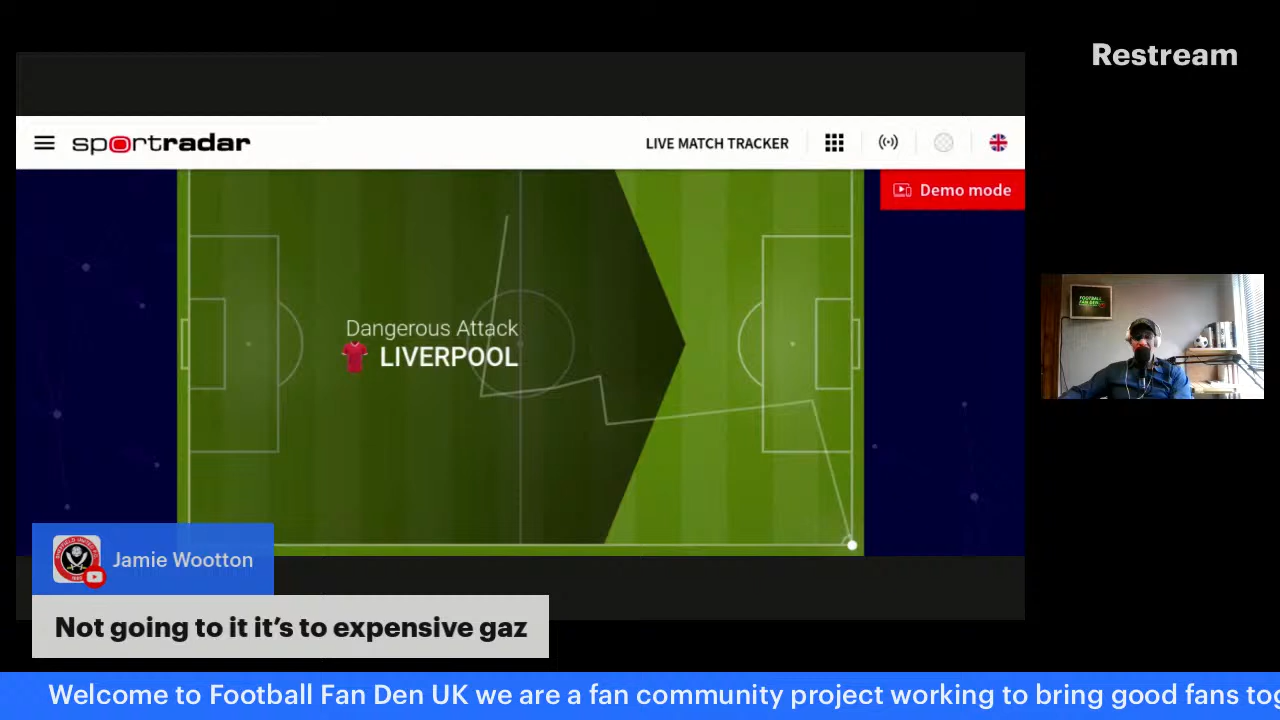 Restream
sportradar
LIVE MATCH TRACKER
Demo mode
Dangerous Attack
LIVERPOOL
Jamie Wootton
Not going to it it’s to expensive gaz
Welcome to Football Fan Den UK we are a fan community project working to bring good fans tog